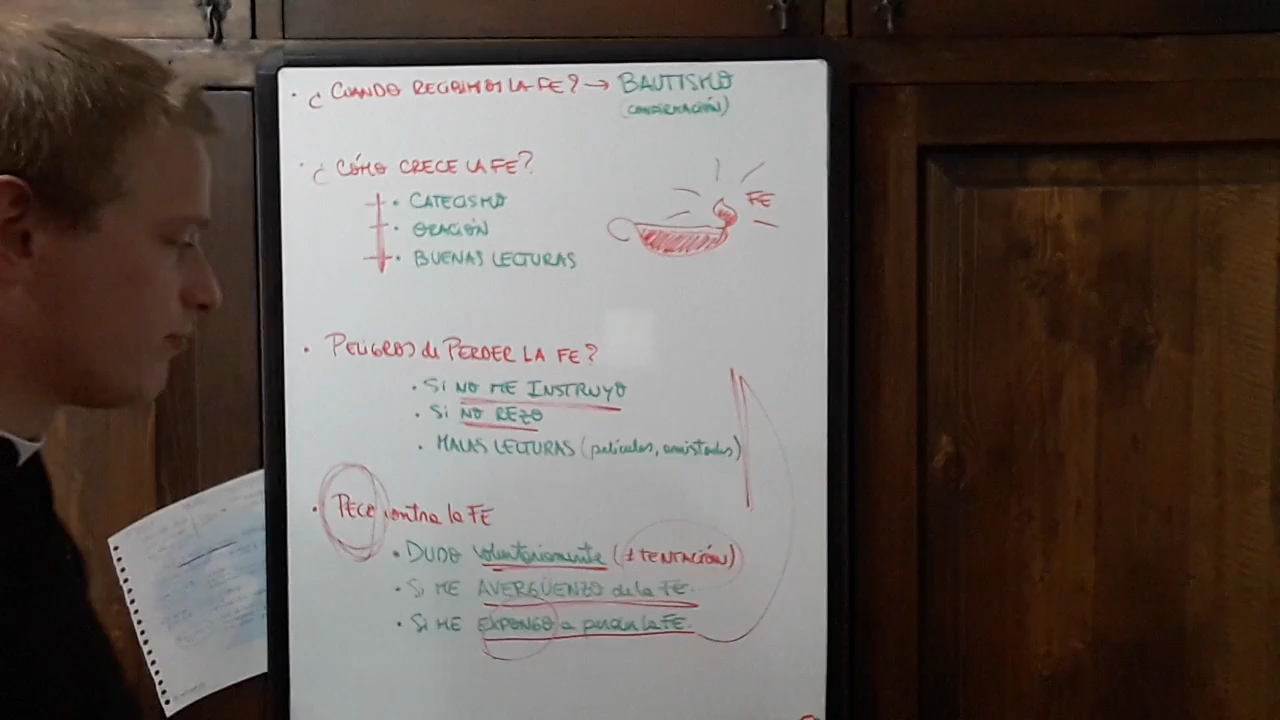 · ¿ CUANDO RECIBIMOS LA FE? → BAUTISMO
(CONFIRMACIÓN)
· ¿ CÓMO CRECE LA FE?
· CATECISMO
· ORACIÓN
· BUENAS LECTURAS
FE
· PELIGROS de PERDER LA FE?
· SI NO ME INSTRUYO
· SI NO REZO
· MALAS LECTURAS (películas, amistades)
· PECO contra la FE
· DUDO voluntariamente (≠ TENTACIÓN)
· SI ME AVERGÜENZO de la FE.
· SI ME EXPONGO a perder la FE.